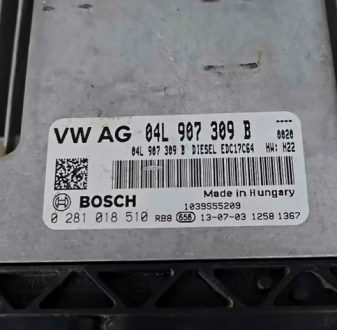 VW AG 04L 907 309 B ----
04L 907 309 B DIESEL EDC17C64 0020
HW: H22
BOSCH
Made in Hungary
1039S55209
0 281 018 510 RBB 658 13-07-03 1258 1367